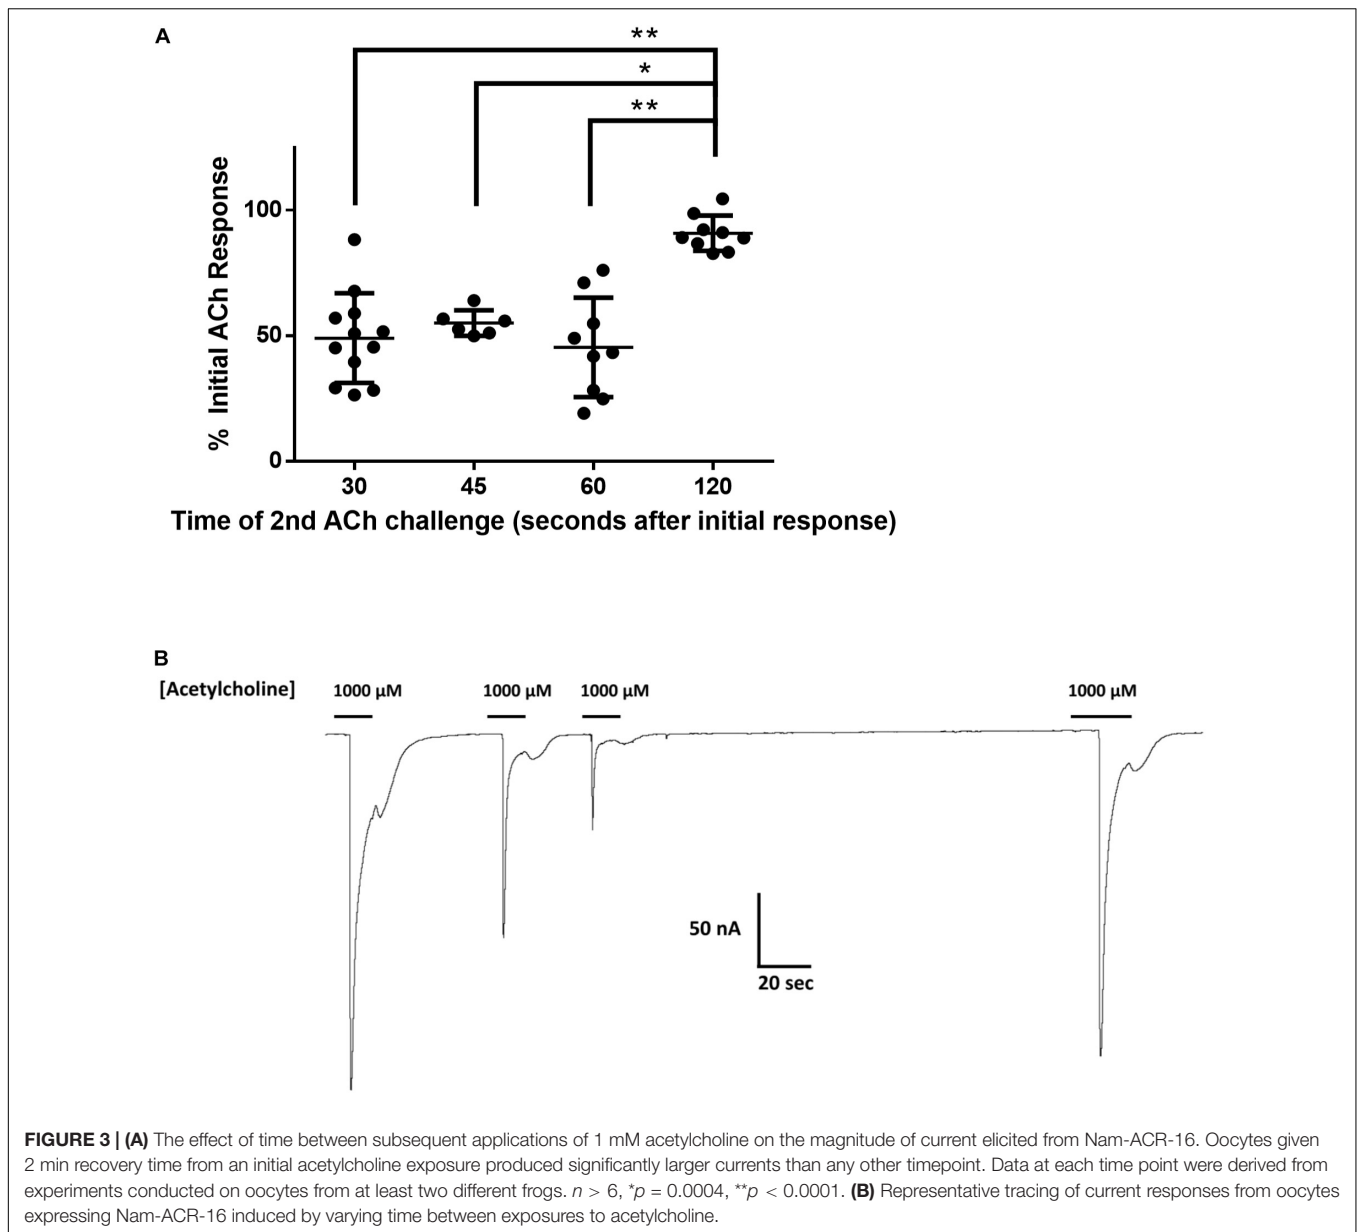 A
**
*
**
% Initial ACh Response
100
50
0
30 45 60 120
Time of 2nd ACh challenge (seconds after initial response)
B
[Acetylcholine] 1000 µM 1000 µM 1000 µM 1000 µM
50 nA
20 sec
FIGURE 3 | (A) The effect of time between subsequent applications of 1 mM acetylcholine on the magnitude of current elicited from Nam-ACR-16. Oocytes given
2 min recovery time from an initial acetylcholine exposure produced significantly larger currents than any other timepoint. Data at each time point were derived from
experiments conducted on oocytes from at least two different frogs. n > 6, *p = 0.0004, **p < 0.0001. (B) Representative tracing of current responses from oocytes
expressing Nam-ACR-16 induced by varying time between exposures to acetylcholine.